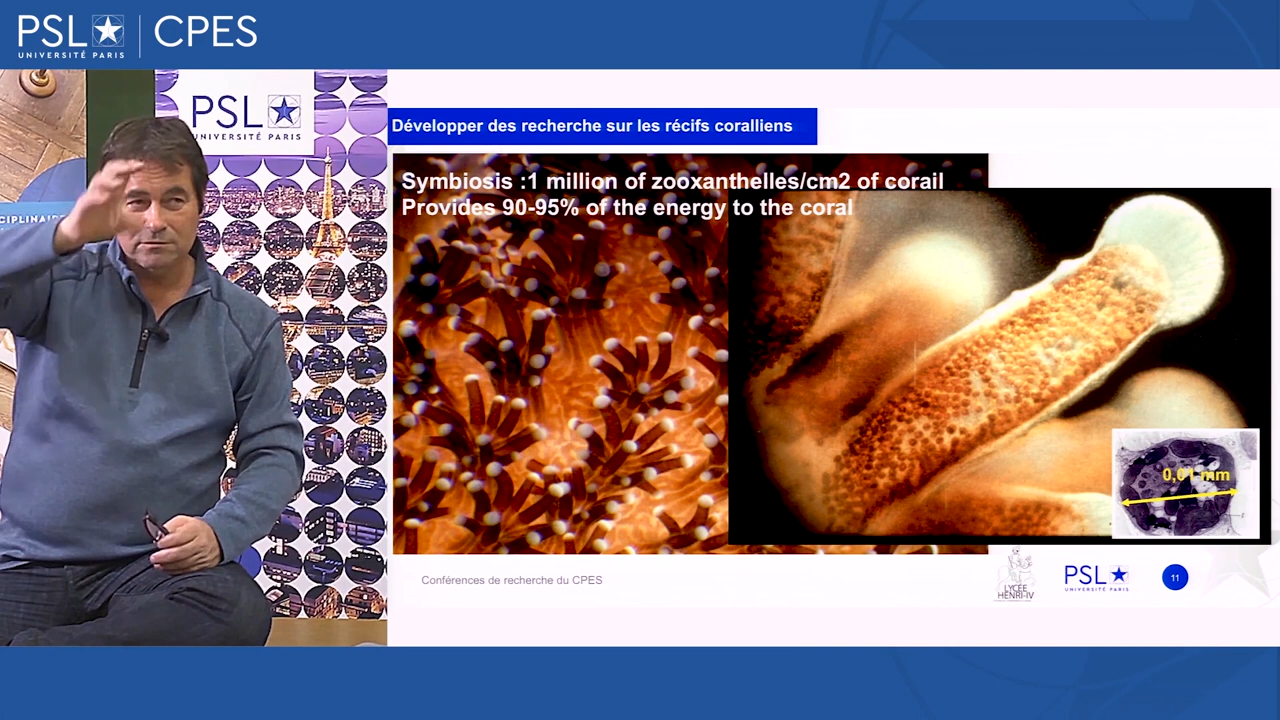 PSL CPES
UNIVERSITÉ PARIS
PSL
UNIVERSITÉ PARIS
CIPLINAIRE
Développer des recherche sur les récifs coralliens
Symbiosis :1 million of zooxanthelles/cm2 of corail
Provides 90-95% of the energy to the coral
0,01 mm
Conférences de recherche du CPES
LYCÉE
HENRI-IV
PSL
UNIVERSITÉ PARIS
11